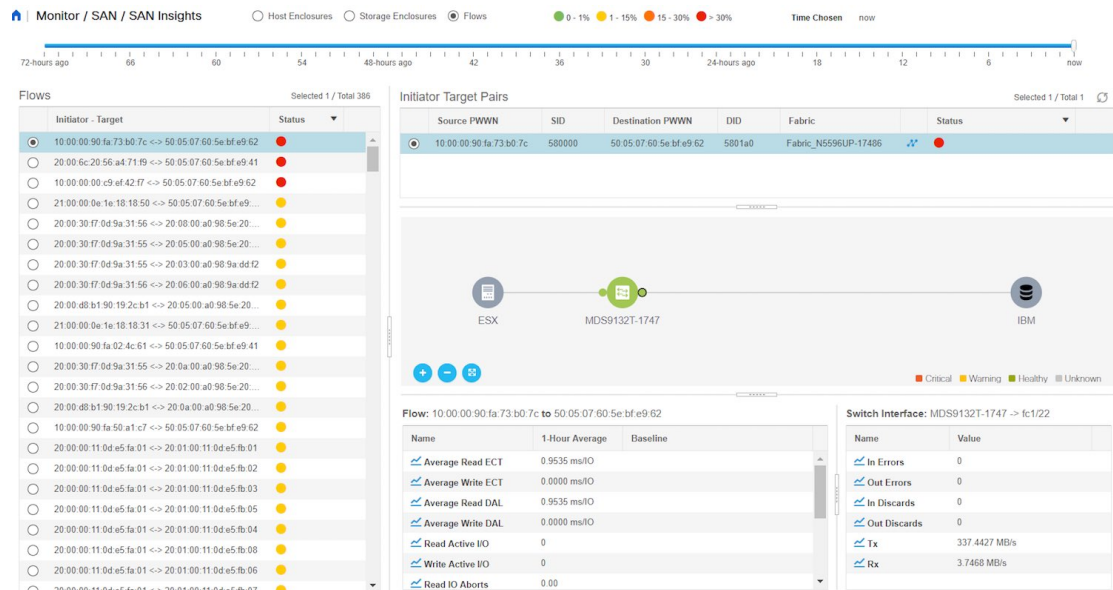 Monitor / SAN / SAN Insights
Host Enclosures Storage Enclosures Flows
0 - 1% 1 - 15% 15 - 30% > 30%
Time Chosen now
72-hours ago 66 60 54 48-hours ago 42 36 30 24-hours ago 18 12 6 now
Flows
Selected 1 / Total 386
Initiator - Target Status
10:00:00:90:fa:73:b0:7c <-> 50:05:07:60:5e:bf:e9:62
20:00:6c:20:56:a4:71:f9 <-> 50:05:07:60:5e:bf:e9:41
10:00:00:00:c9:ef:42:f7 <-> 50:05:07:60:5e:bf:e9:62
21:00:00:0e:1e:18:18:50 <-> 50:05:07:60:5e:bf:e9:...
20:00:30:f7:0d:9a:31:56 <-> 20:08:00:a0:98:5e:20:...
20:00:30:f7:0d:9a:31:55 <-> 20:05:00:a0:98:5e:20:...
20:00:30:f7:0d:9a:31:55 <-> 20:03:00:a0:98:9a:dd:f2
20:00:30:f7:0d:9a:31:56 <-> 20:06:00:a0:98:9a:dd:f2
20:00:d8:b1:90:19:2c:b1 <-> 20:05:00:a0:98:5e:20...
21:00:00:0e:1e:18:18:31 <-> 50:05:07:60:5e:bf:e9:...
10:00:00:90:fa:02:4c:61 <-> 50:05:07:60:5e:bf:e9:41
20:00:30:f7:0d:9a:31:55 <-> 20:0a:00:a0:98:5e:20:...
20:00:30:f7:0d:9a:31:56 <-> 20:02:00:a0:98:5e:20:...
20:00:d8:b1:90:19:2c:b1 <-> 20:0a:00:a0:98:5e:20...
10:00:00:90:fa:50:a1:c7 <-> 50:05:07:60:5e:bf:e9:62
20:00:00:11:0d:e5:fa:01 <-> 20:01:00:11:0d:e5:fb:01
20:00:00:11:0d:e5:fa:01 <-> 20:01:00:11:0d:e5:fb:02
20:00:00:11:0d:e5:fa:01 <-> 20:01:00:11:0d:e5:fb:03
20:00:00:11:0d:e5:fa:01 <-> 20:01:00:11:0d:e5:fb:05
20:00:00:11:0d:e5:fa:01 <-> 20:01:00:11:0d:e5:fb:04
20:00:00:11:0d:e5:fa:01 <-> 20:01:00:11:0d:e5:fb:08
20:00:00:11:0d:e5:fa:01 <-> 20:01:00:11:0d:e5:fb:06
Initiator Target Pairs
Selected 1 / Total 1
Source PWWN SID Destination PWWN DID Fabric Status
10:00:00:90:fa:73:b0:7c 580000 50:05:07:60:5e:bf:e9:62 5801a0 Fabric_N5596UP-17486
ESX MDS9132T-1747 IBM
Critical Warning Healthy Unknown
Flow: 10:00:00:90:fa:73:b0:7c to 50:05:07:60:5e:bf:e9:62
Name 1-Hour Average Baseline
Average Read ECT 0.9535 ms/IO
Average Write ECT 0.0000 ms/IO
Average Read DAL 0.9535 ms/IO
Average Write DAL 0.0000 ms/IO
Read Active I/O 0
Write Active I/O 0
Read IO Aborts 0.00
Switch Interface: MDS9132T-1747 -> fc1/22
Name Value
In Errors 0
Out Errors 0
In Discards 0
Out Discards 0
Tx 337.4427 MB/s
Rx 3.7468 MB/s